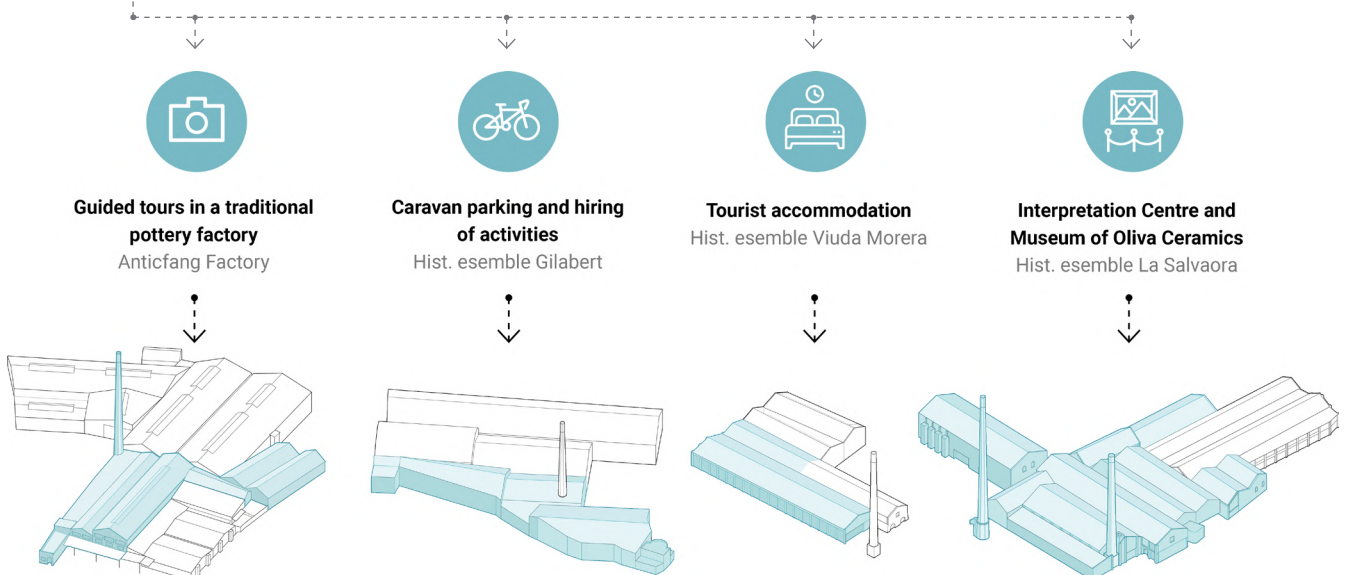 Guided tours in a traditional
pottery factory
Anticfang Factory
Caravan parking and hiring
of activities
Hist. esemble Gilabert
Tourist accommodation
Hist. esemble Viuda Morera
Interpretation Centre and
Museum of Oliva Ceramics
Hist. esemble La Salvaora